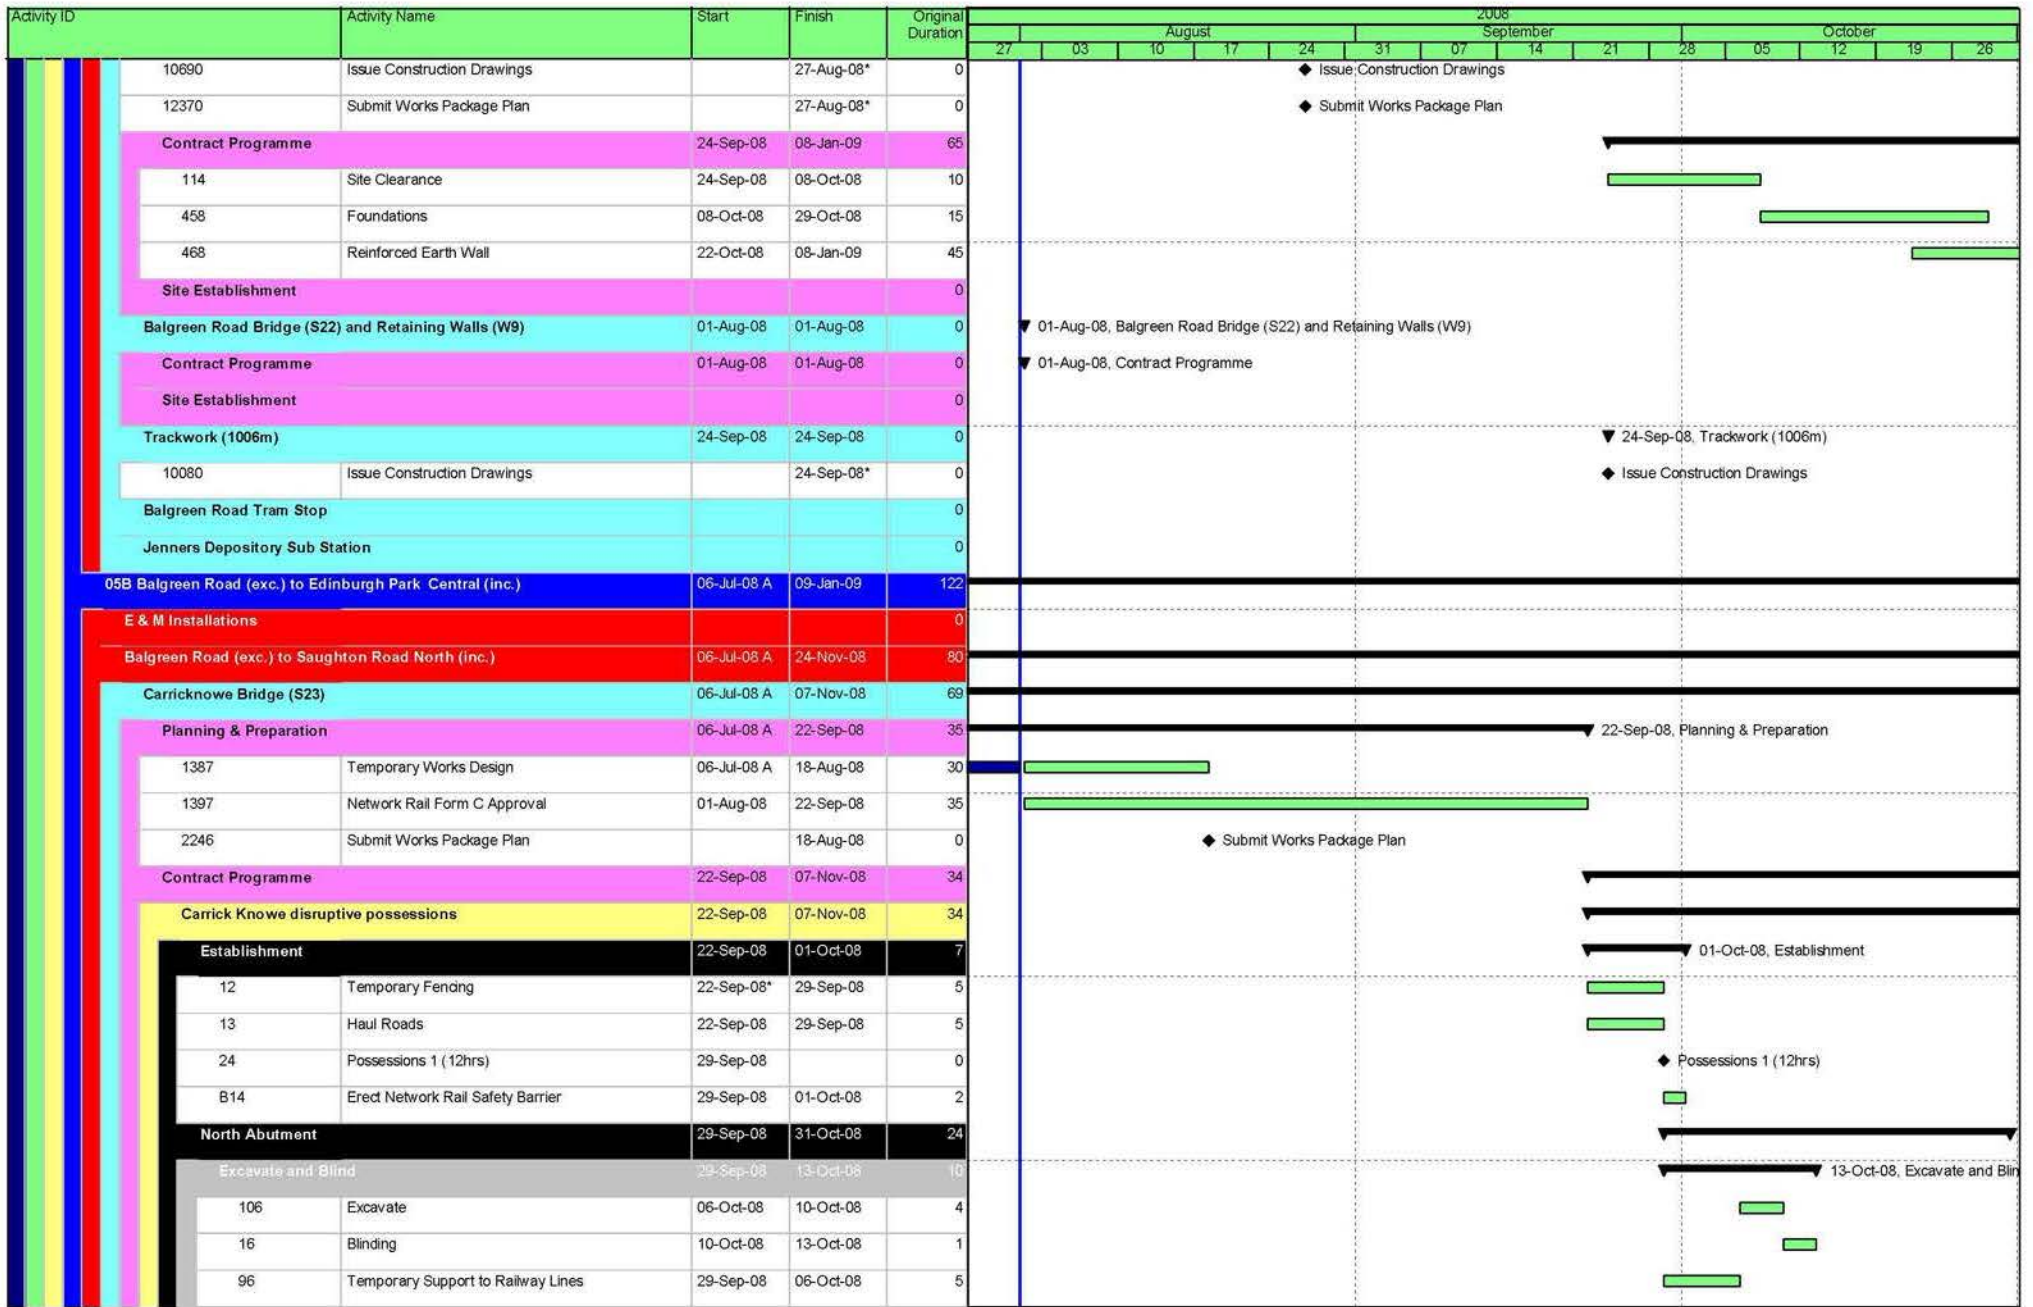 Activity ID Activity Name Start Finish Original Duration 2008
August September October
27 03 10 17 24 31 07 14 21 28 05 12 19 26
10690 Issue Construction Drawings 27-Aug-08* 0 Issue Construction Drawings
12370 Submit Works Package Plan 27-Aug-08* 0 Submit Works Package Plan
Contract Programme 24-Sep-08 08-Jan-09 65
114 Site Clearance 24-Sep-08 08-Oct-08 10
458 Foundations 08-Oct-08 29-Oct-08 15
468 Reinforced Earth Wall 22-Oct-08 08-Jan-09 45
Site Establishment 0
Balgreen Road Bridge (S22) and Retaining Walls (W9) 01-Aug-08 01-Aug-08 0 01-Aug-08, Balgreen Road Bridge (S22) and Retaining Walls (W9)
Contract Programme 01-Aug-08 01-Aug-08 0 01-Aug-08, Contract Programme
Site Establishment 0
Trackwork (1006m) 24-Sep-08 24-Sep-08 0 24-Sep-08, Trackwork (1006m)
10080 Issue Construction Drawings 24-Sep-08* 0 Issue Construction Drawings
Balgreen Road Tram Stop 0
Jenners Depository Sub Station 0
05B Balgreen Road (exc.) to Edinburgh Park Central (inc.) 06-Jul-08 A 09-Jan-09 122
E & M Installations 0
Balgreen Road (exc.) to Saughton Road North (inc.) 06-Jul-08 A 24-Nov-08 80
Carricknowe Bridge (S23) 06-Jul-08 A 07-Nov-08 69
Planning & Preparation 06-Jul-08 A 22-Sep-08 35 22-Sep-08, Planning & Preparation
1387 Temporary Works Design 06-Jul-08 A 18-Aug-08 30
1397 Network Rail Form C Approval 01-Aug-08 22-Sep-08 35
2246 Submit Works Package Plan 18-Aug-08 0 Submit Works Package Plan
Contract Programme 22-Sep-08 07-Nov-08 34
Carrick Knowe disruptive possessions 22-Sep-08 07-Nov-08 34
Establishment 22-Sep-08 01-Oct-08 7 01-Oct-08, Establishment
12 Temporary Fencing 22-Sep-08* 29-Sep-08 5
13 Haul Roads 22-Sep-08 29-Sep-08 5
24 Possessions 1 (12hrs) 29-Sep-08 0 Possessions 1 (12hrs)
B14 Erect Network Rail Safety Barrier 29-Sep-08 01-Oct-08 2
North Abutment 29-Sep-08 31-Oct-08 24
Excavate and Blind 29-Sep-08 13-Oct-08 10 13-Oct-08, Excavate and Blin
106 Excavate 06-Oct-08 10-Oct-08 4
16 Blinding 10-Oct-08 13-Oct-08 1
96 Temporary Support to Railway Lines 29-Sep-08 06-Oct-08 5